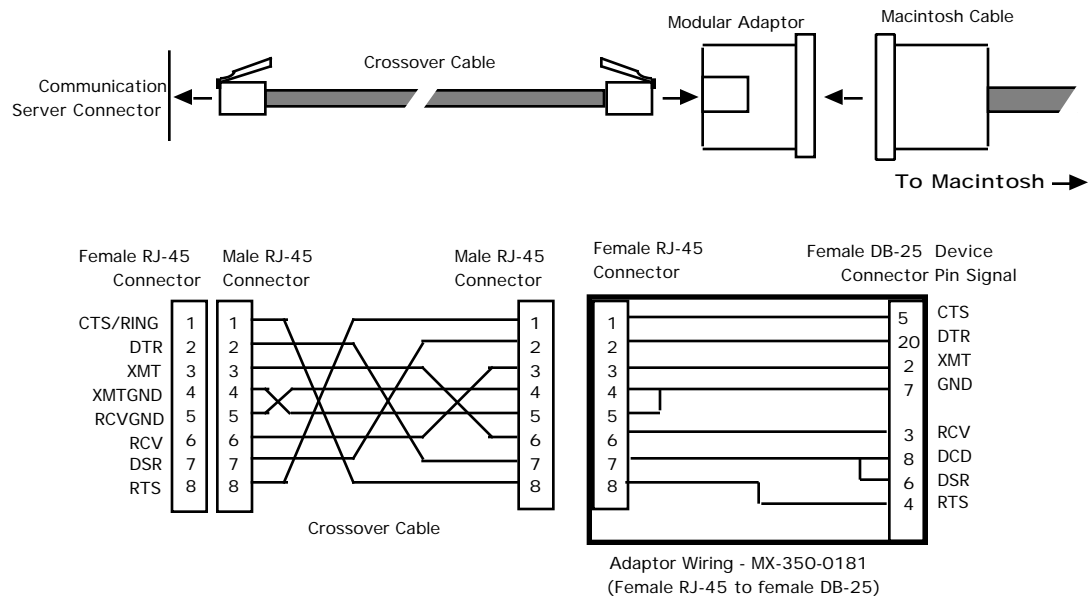 Modular Adaptor
Macintosh Cable
Crossover Cable
Communication
Server Connector
To Macintosh
Female RJ-45
Connector
Male RJ-45
Connector
Male RJ-45
Connector
Female RJ-45
Connector
Female DB-25
Connector
Device
Pin Signal
CTS/RING 1 1 1 1 5 CTS
DTR 2 2 2 2 20 DTR
XMT 3 3 3 3 2 XMT
XMTGND 4 4 4 4 7 GND
RCVGND 5 5 5 5
RCV 6 6 6 6 3 RCV
DSR 7 7 7 7 8 DCD
RTS 8 8 8 8 6 DSR
4 RTS
Crossover Cable
Adaptor Wiring - MX-350-0181
(Female RJ-45 to female DB-25)